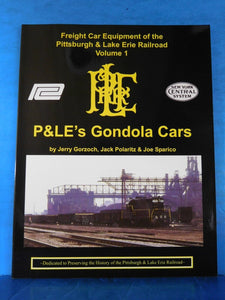 Freight Car Equipment of the
Pittsburgh & Lake Erie Railroad
Volume 1
P&LE
NEW YORK
CENTRAL
SYSTEM
P&LE's Gondola Cars
by Jerry Gorzoch, Jack Polaritz & Joe Sparico
~Dedicated to Preserving the History of the Pittsburgh & Lake Erie Railroad~